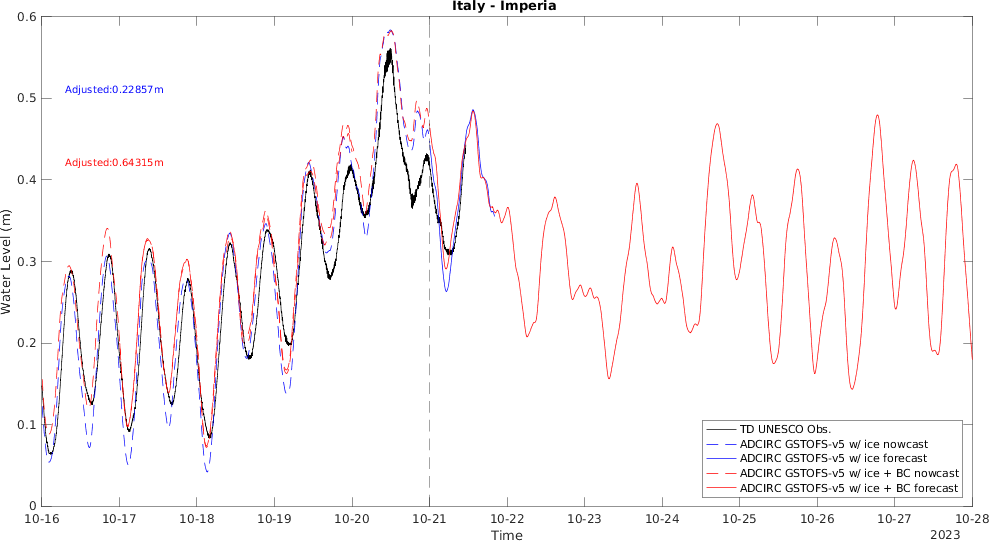 Italy - Imperia
Water Level (m)
0.6
0.5
0.4
0.3
0.2
0.1
0
Adjusted:0.22857m
Adjusted:0.64315m
TD UNESCO Obs.
ADCIRC GSTOFS-v5 w/ ice nowcast
ADCIRC GSTOFS-v5 w/ ice forecast
ADCIRC GSTOFS-v5 w/ ice + BC nowcast
ADCIRC GSTOFS-v5 w/ ice + BC forecast
10-16 10-17 10-18 10-19 10-20 10-21 10-22 10-23 10-24 10-25 10-26 10-27 10-28
Time
2023